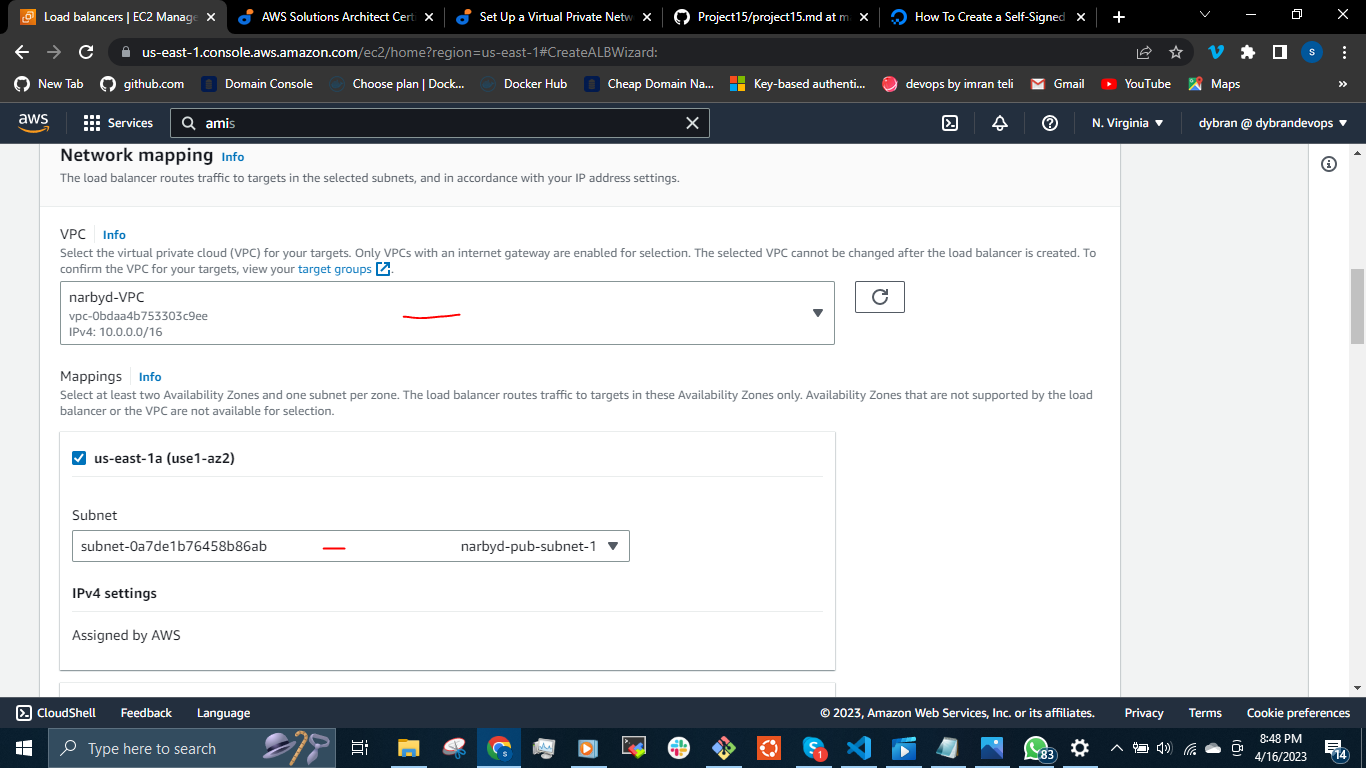 Load balancers | EC2 Manage
AWS Solutions Architect Cert
Set Up a Virtual Private Netw
Project15/project15.md at ma
How To Create a Self-Signed
us-east-1.console.aws.amazon.com/ec2/home?region=us-east-1#CreateALBWizard:
S
New Tab
github.com
Domain Console
Choose plan | Dock...
Docker Hub
Cheap Domain Na...
Key-based authenti...
devops by imran teli
Gmail
YouTube
Maps
»
aws
Services
amis
N. Virginia
dybran @ dybrandevops
Network mapping Info
The load balancer routes traffic to targets in the selected subnets, and in accordance with your IP address settings.
VPC Info
Select the virtual private cloud (VPC) for your targets. Only VPCs with an internet gateway are enabled for selection. The selected VPC cannot be changed after the load balancer is created. To
confirm the VPC for your targets, view your target groups.
narbyd-VPC
vpc-0bdaa4b753303c9ee
IPv4: 10.0.0.0/16
Mappings Info
Select at least two Availability Zones and one subnet per zone. The load balancer routes traffic to targets in these Availability Zones only. Availability Zones that are not supported by the load
balancer or the VPC are not available for selection.
us-east-1a (use1-az2)
Subnet
subnet-0a7de1b76458b86ab narbyd-pub-subnet-1
IPv4 settings
Assigned by AWS
CloudShell Feedback Language
© 2023, Amazon Web Services, Inc. or its affiliates. Privacy Terms Cookie preferences
Type here to search
S
1
83
8:48 PM
4/16/2023
14